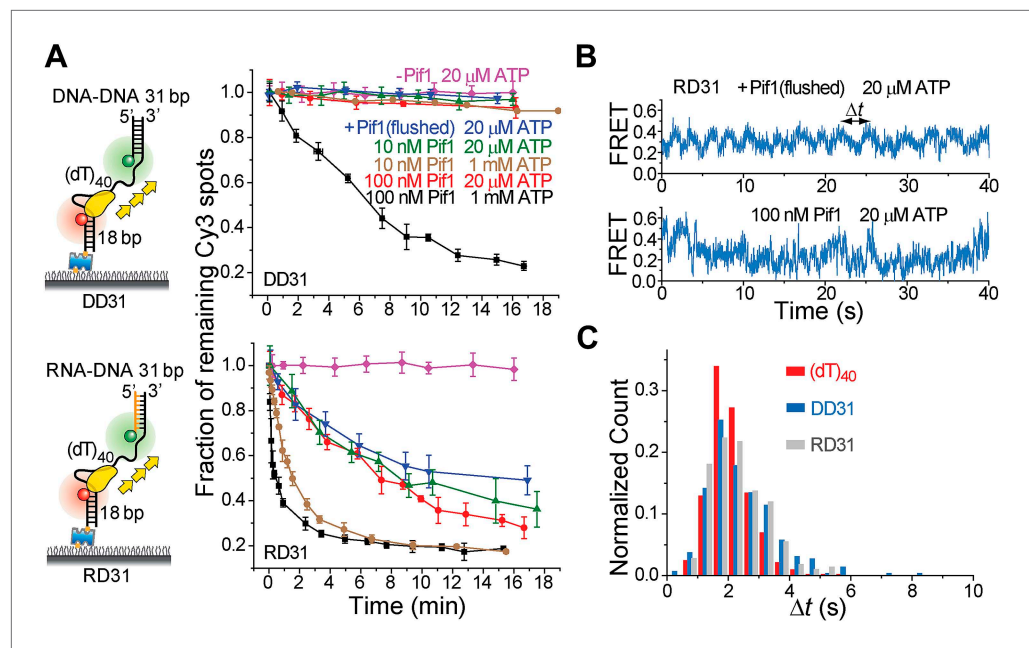 A
DNA-DNA 31 bp
5' 3'
(dT)40
18 bp
DD31
RNA-DNA 31 bp
5' 3'
(dT)40
18 bp
RD31
Fraction of remaining Cy3 spots
1.0
0.8
0.6
0.4
0.2
-Pif1 20 μM ATP
+Pif1(flushed) 20 μM ATP
10 nM Pif1 20 μM ATP
10 nM Pif1 1 mM ATP
100 nM Pif1 20 μM ATP
100 nM Pif1 1 mM ATP
DD31
0 2 4 6 8 10 12 14 16 18
1.0
0.8
0.6
0.4
0.2
RD31
0 2 4 6 8 10 12 14 16 18
Time (min)
B
RD31 +Pif1(flushed) 20 μM ATP
Δt
FRET
0.6
0.4
0.2
0.0
0 10 20 30 40
100 nM Pif1 20 μM ATP
FRET
0.6
0.4
0.2
0.0
0 10 20 30 40
Time (s)
C
Normalized Count
0.3
0.2
0.1
0.0
(dT)40
DD31
RD31
0 2 4 6 8 10
Δt (s)